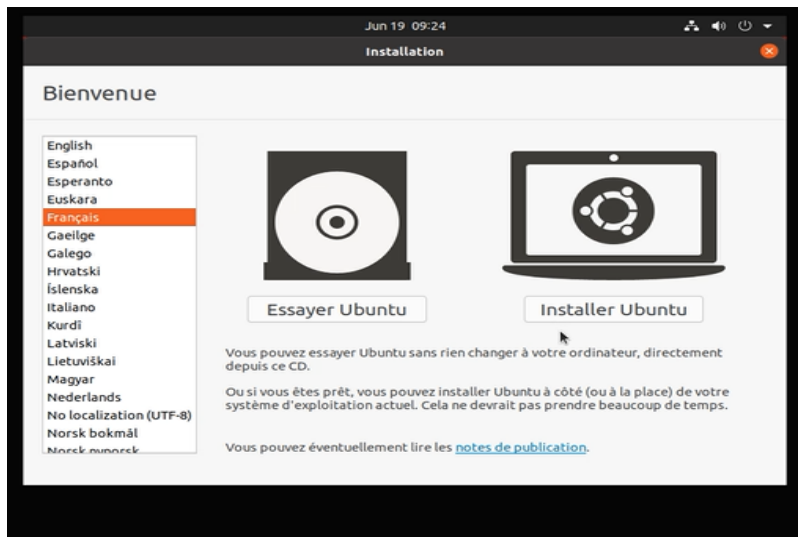 Jun 19 09:24
Installation
Bienvenue
English
Español
Esperanto
Euskara
Français
Gaeilge
Galego
Hrvatski
Íslenska
Italiano
Kurdî
Latviski
Lietuviškai
Magyar
Nederlands
No localization (UTF-8)
Norsk bokmål
Norsk nynorsk
Essayer Ubuntu
Installer Ubuntu
Vous pouvez essayer Ubuntu sans rien changer à votre ordinateur, directement
depuis ce CD.
Ou si vous êtes prêt, vous pouvez installer Ubuntu à côté (ou à la place) de votre
système d'exploitation actuel. Cela ne devrait pas prendre beaucoup de temps.
Vous pouvez éventuellement lire les notes de publication.